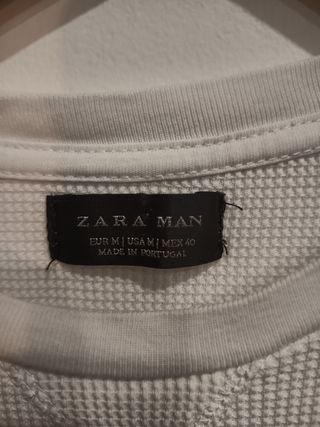 ZARA MAN
EUR M | USA M | MEX 40
MADE IN PORTUGAL